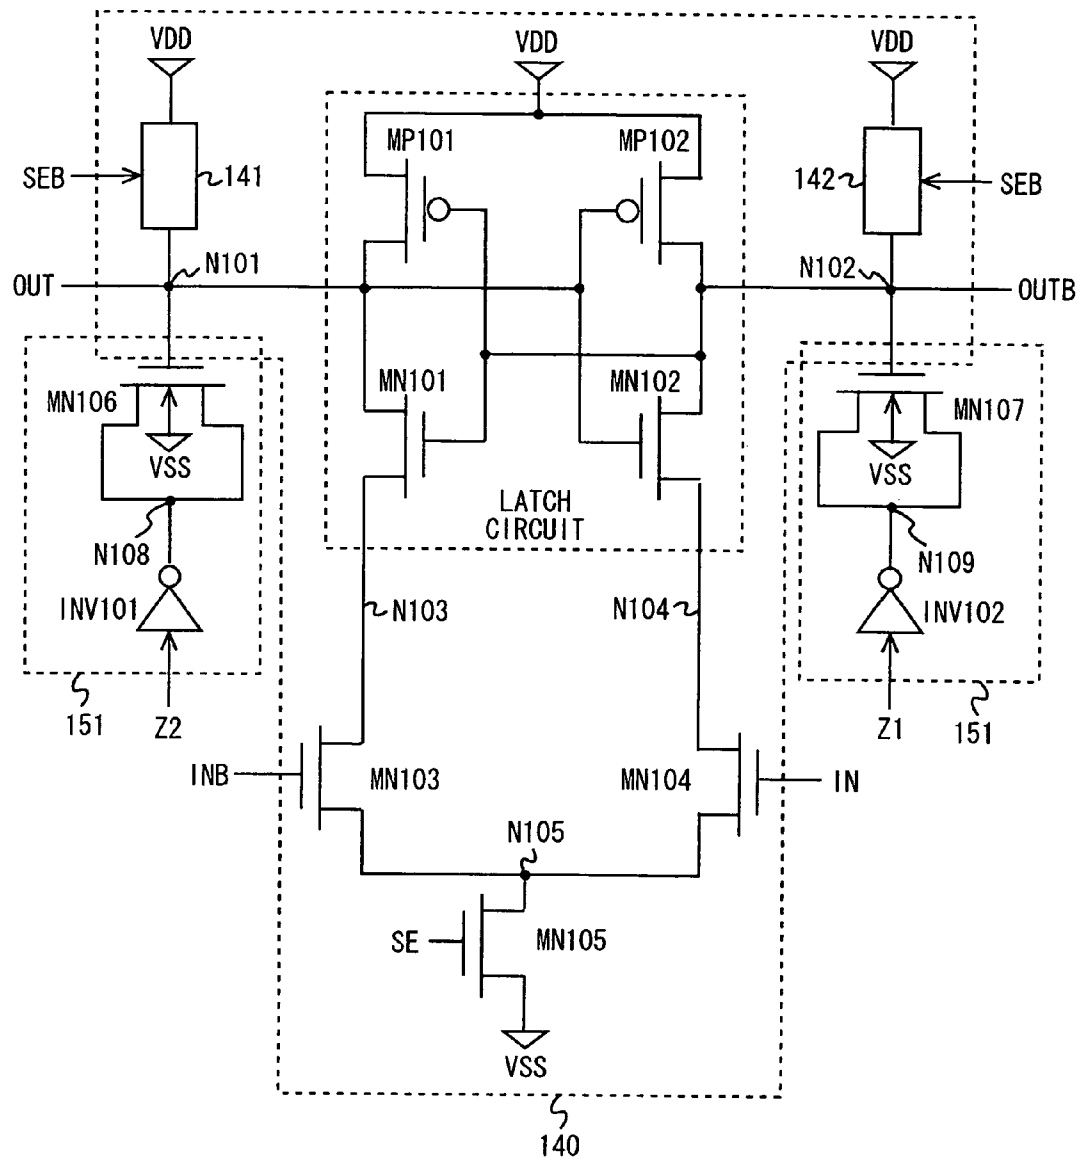 VDD VDD VDD
MP101 MP102
SEB 141 142 SEB
OUT N101 N102 OUTB
MN101 MN102
MN106 MN107
VSS VSS
LATCH
CIRCUIT
N108 N109
INV101 N103 N104 INV102
151 Z2 Z1 151
INB MN103 MN104 IN
N105
SE MN105
VSS
140